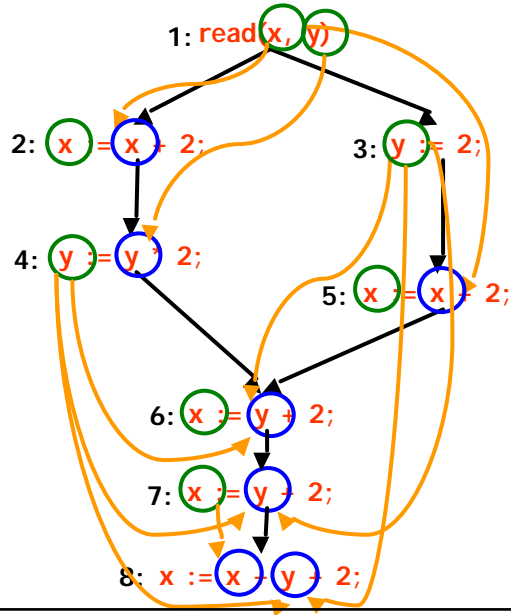 1: read(x, y)
2: x := x + 2;
3: y := 2;
4: y := y * 2;
5: x := x + 2;
6: x := y + 2;
7: x := y + 2;
8: x := x + y + 2;